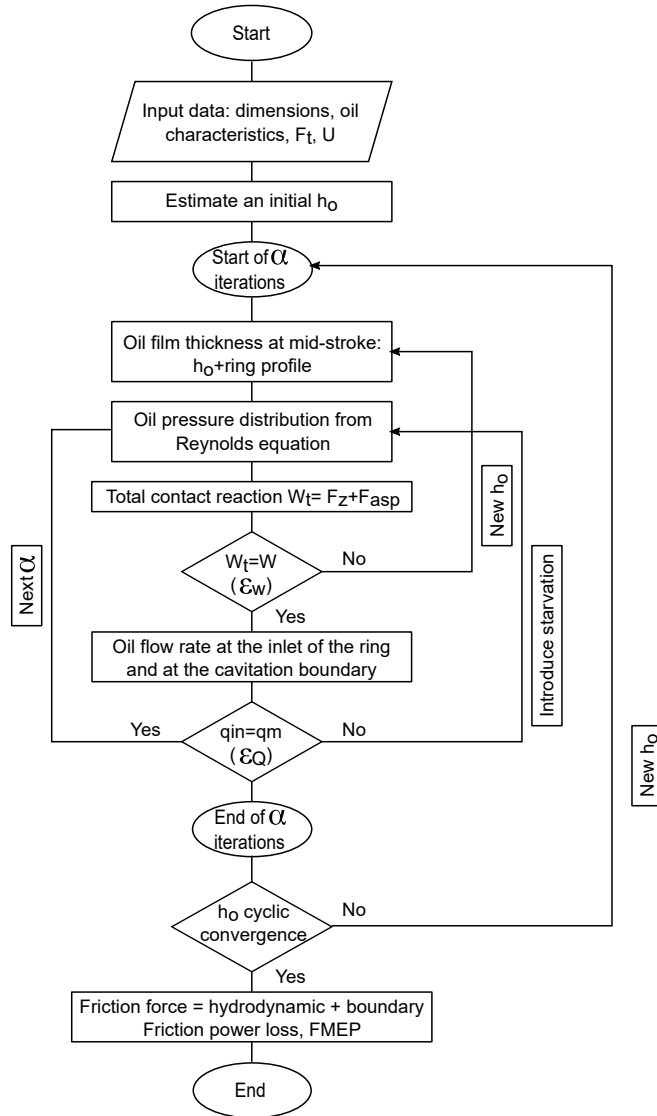 Start
Input data: dimensions, oil
characteristics, Ft, U
Estimate an initial ho
Start of α
iterations
Oil film thickness at mid-stroke:
ho+ring profile
Oil pressure distribution from
Reynolds equation
Total contact reaction Wt= Fz+Fasp
Wt=W
(εw)
No
Yes
New ho
Next α
Introduce starvation
Oil flow rate at the inlet of the ring
and at the cavitation boundary
Yes
qin=qm
(εQ)
No
New ho
End of α
iterations
ho cyclic
convergence
No
Yes
Friction force = hydrodynamic + boundary
Friction power loss, FMEP
End